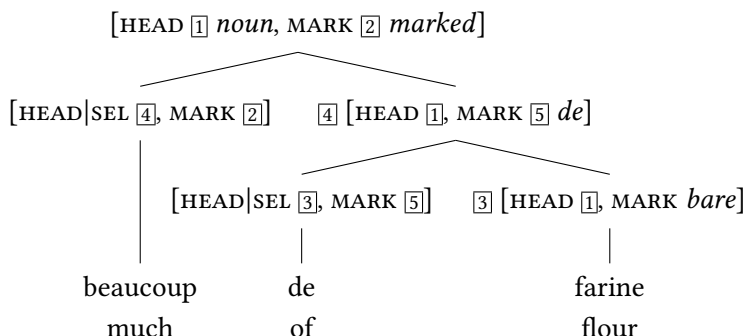 [HEAD 1 noun, MARK 2 marked]
[HEAD|SEL 4, MARK 2] 4 [HEAD 1, MARK 5 de]
[HEAD|SEL 3, MARK 5] 3 [HEAD 1, MARK bare]
beaucoup de farine
much of flour